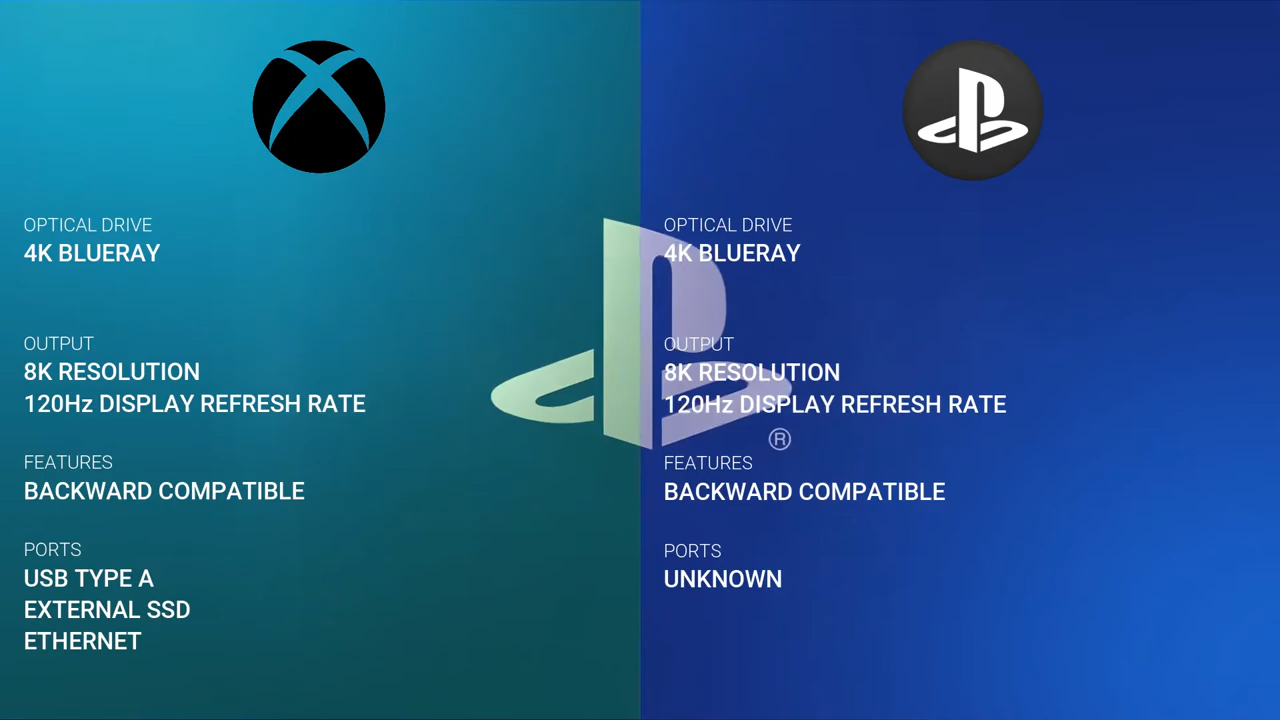 OPTICAL DRIVE
4K BLUERAY
OUTPUT
8K RESOLUTION
120Hz DISPLAY REFRESH RATE
FEATURES
BACKWARD COMPATIBLE
PORTS
USB TYPE A
EXTERNAL SSD
ETHERNET
OPTICAL DRIVE
4K BLUERAY
OUTPUT
8K RESOLUTION
120Hz DISPLAY REFRESH RATE
®
FEATURES
BACKWARD COMPATIBLE
PORTS
UNKNOWN